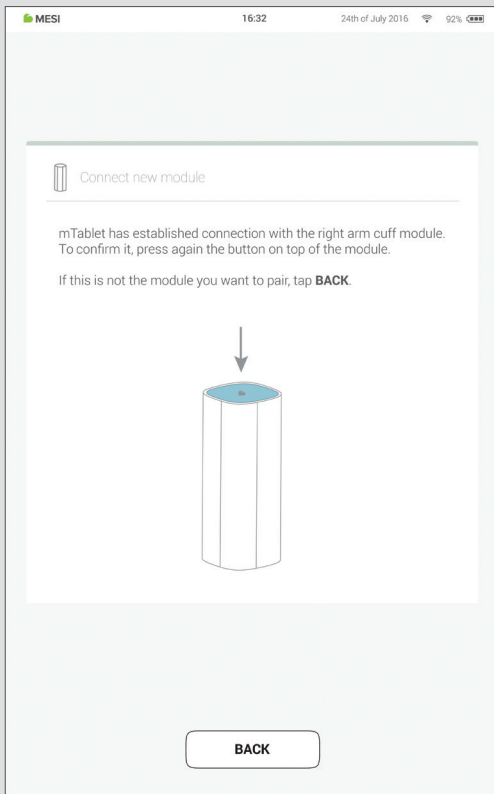 MESI 16:32 24th of July 2016 92%
Connect new module
mTablet has established connection with the right arm cuff module.
To confirm it, press again the button on top of the module.
If this is not the module you want to pair, tap BACK.
BACK